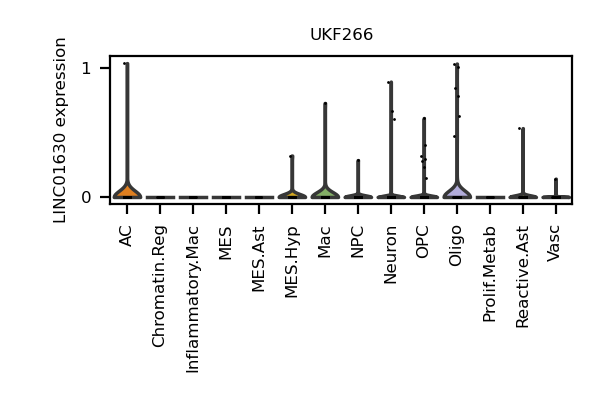 UKF266
LINC01630 expression
1
0
AC
Chromatin.Reg
Inflammatory.Mac
MES
MES.Ast
MES.Hyp
Mac
NPC
Neuron
OPC
Oligo
Prolif.Metab
Reactive.Ast
Vasc